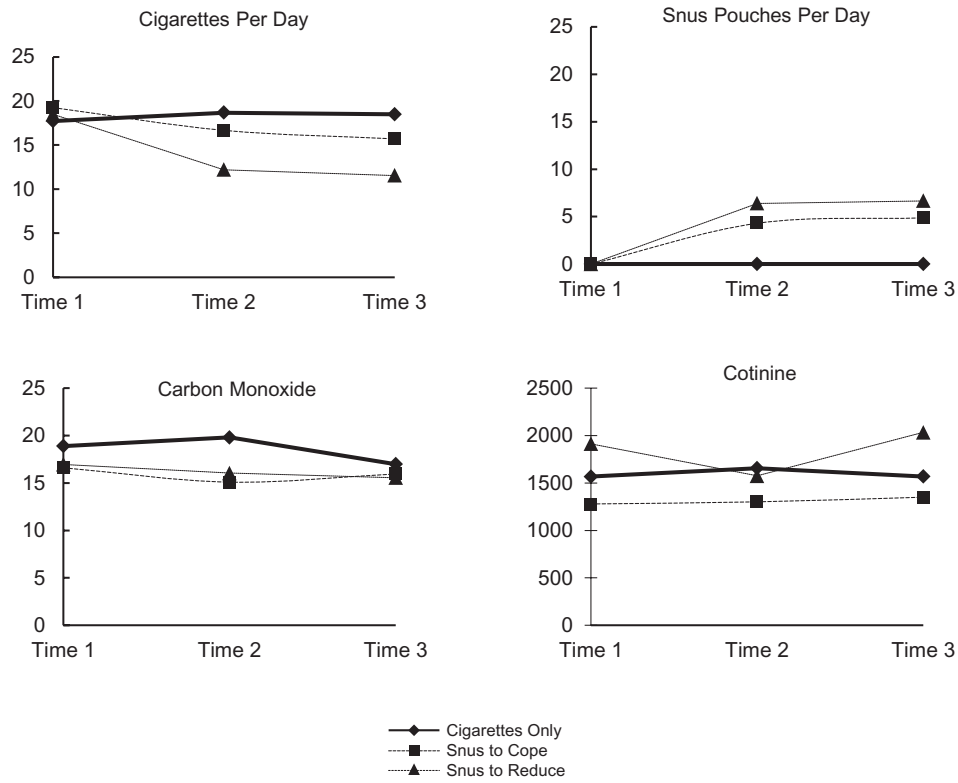 Cigarettes Per Day
25
20
15
10
5
0
Time 1 Time 2 Time 3
Snus Pouches Per Day
25
20
15
10
5
0
Time 1 Time 2 Time 3
Carbon Monoxide
25
20
15
10
5
0
Time 1 Time 2 Time 3
Cotinine
2500
2000
1500
1000
500
0
Time 1 Time 2 Time 3
Cigarettes Only
Snus to Cope
Snus to Reduce